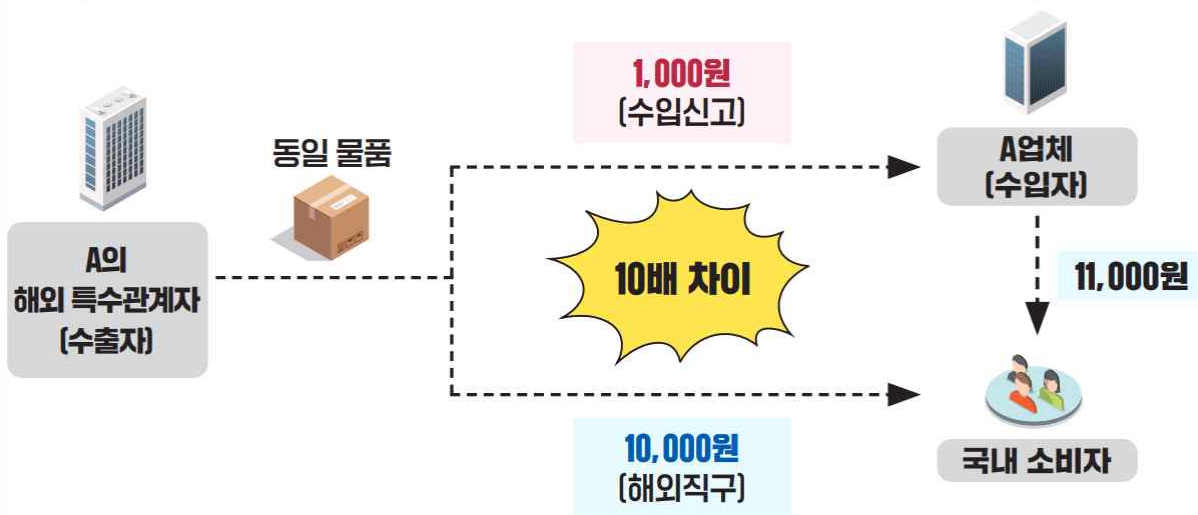 1,000원
(수입신고)
동일 물품
A업체
(수입자)
A의
해외 특수관계자
(수출자)
10배 차이
11,000원
10,000원
(해외직구)
국내 소비자